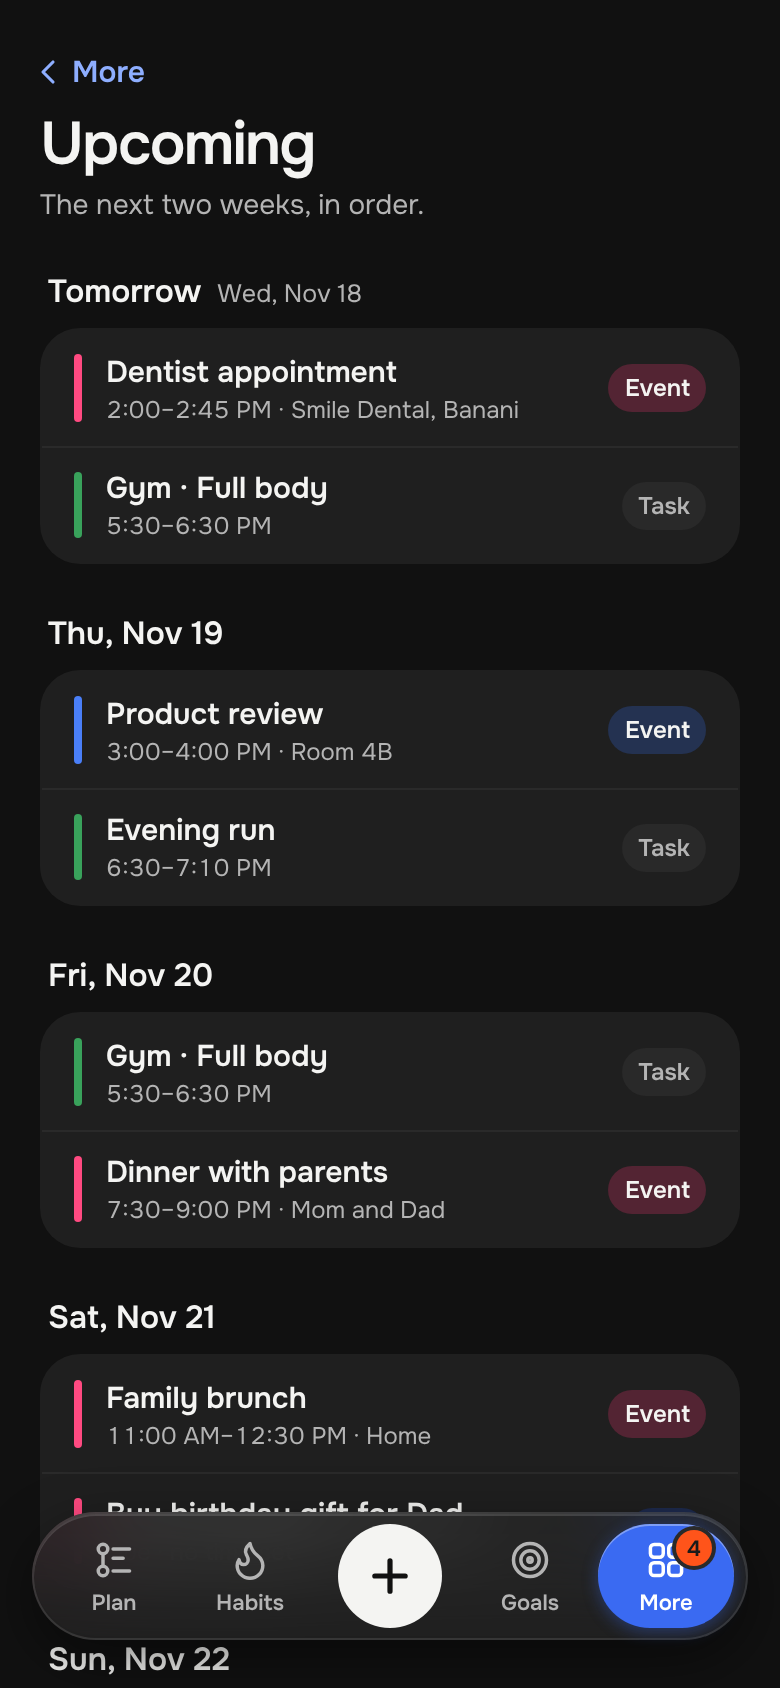 More
Upcoming
The next two weeks, in order.
Tomorrow Wed, Nov 18
Dentist appointment
2:00–2:45 PM · Smile Dental, Banani
Event
Gym · Full body
5:30–6:30 PM
Task
Thu, Nov 19
Product review
3:00–4:00 PM · Room 4B
Event
Evening run
6:30–7:10 PM
Task
Fri, Nov 20
Gym · Full body
5:30–6:30 PM
Task
Dinner with parents
7:30–9:00 PM · Mom and Dad
Event
Sat, Nov 21
Family brunch
11:00 AM–12:30 PM · Home
Event
Buy birthday gift for Dad
Plan
Habits
Goals
More
4
Sun, Nov 22